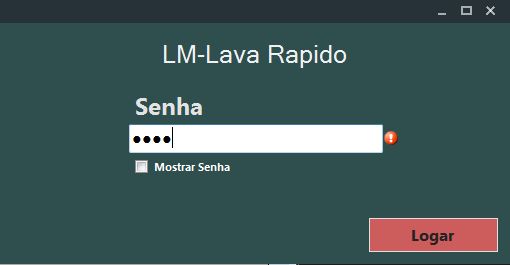 LM-Lava Rapido
Senha
●●●●
Mostrar Senha
Logar